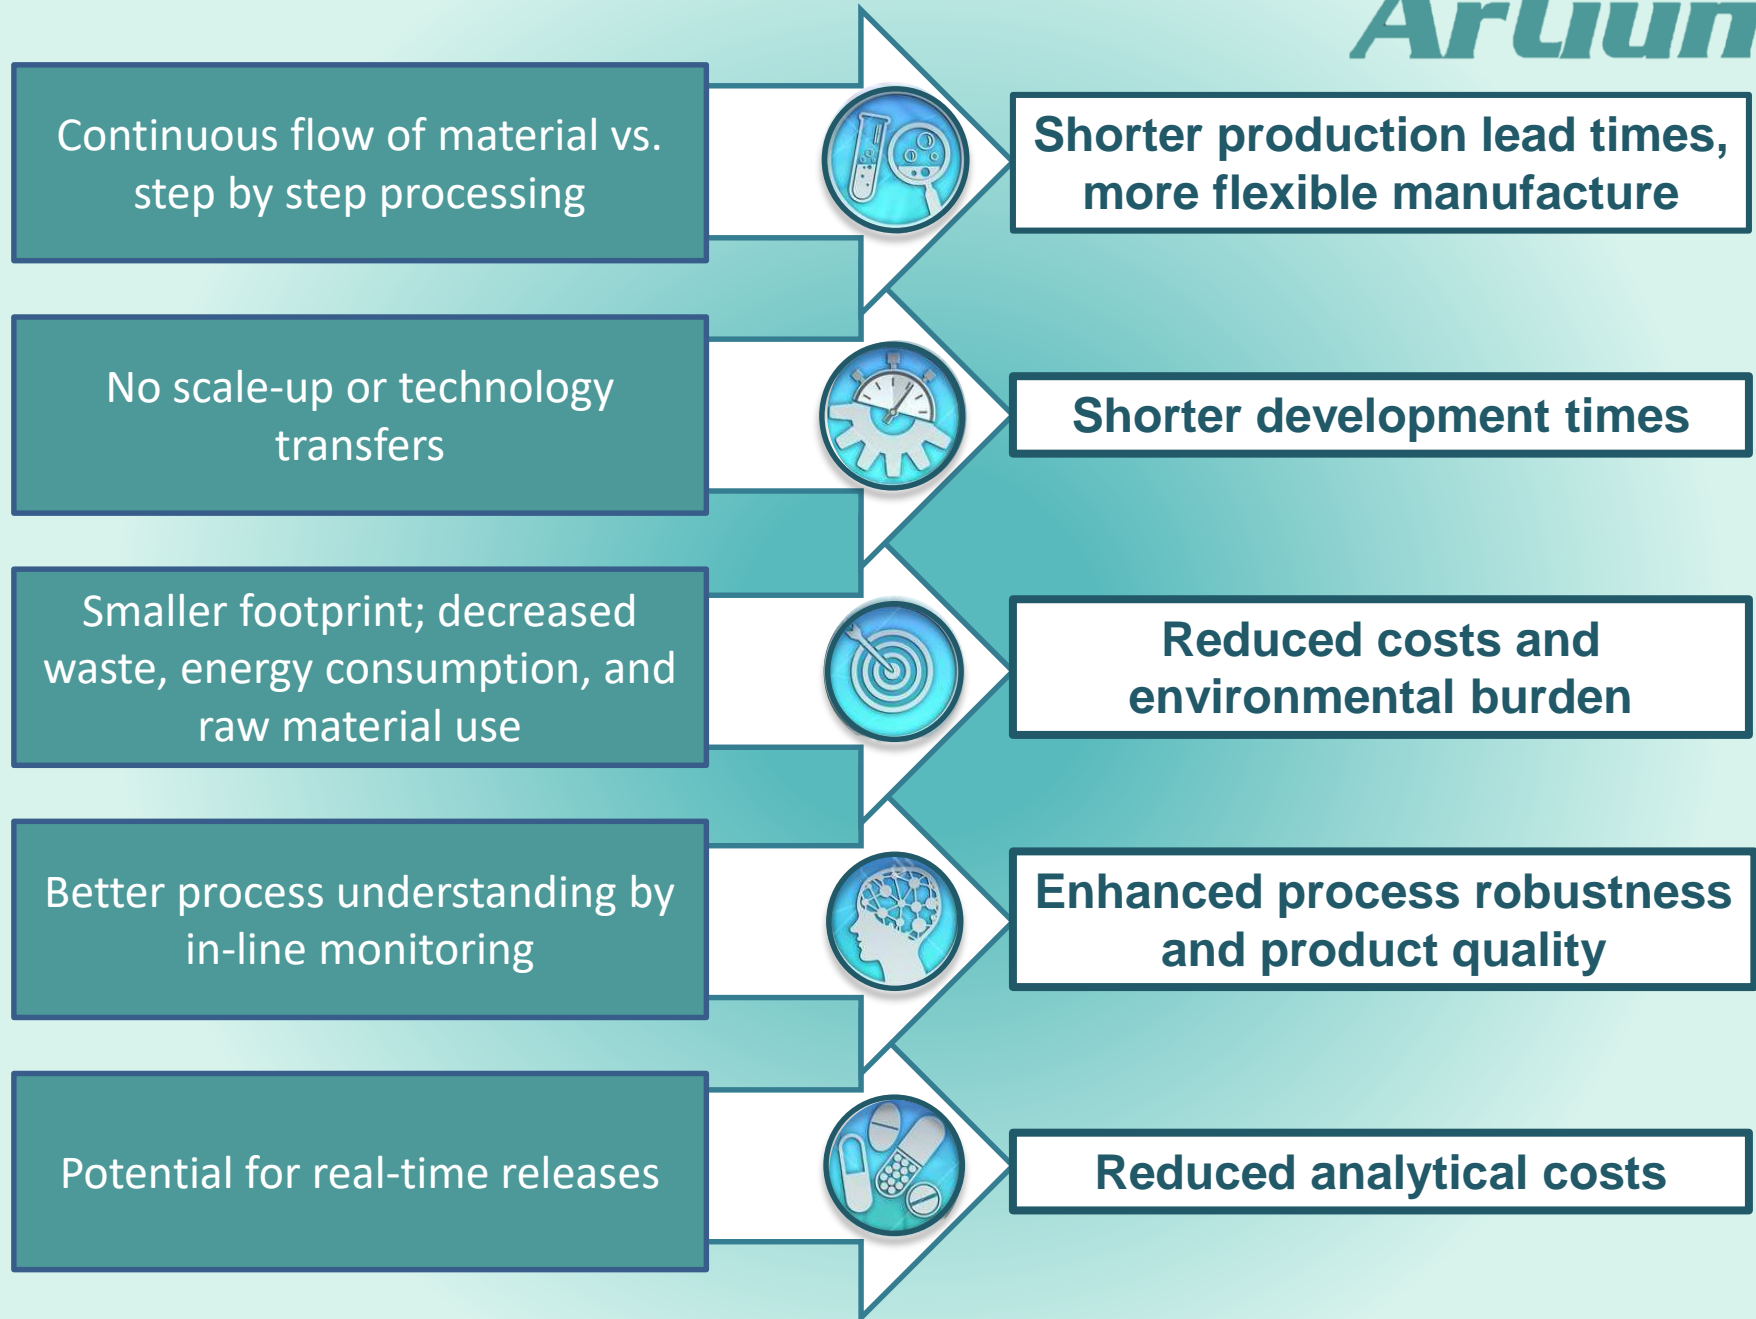 Continuous flow of material vs.
step by step processing
Shorter production lead times,
more flexible manufacture
No scale-up or technology
transfers
Shorter development times
Smaller footprint; decreased
waste, energy consumption, and
raw material use
Reduced costs and
environmental burden
Better process understanding by
in-line monitoring
Enhanced process robustness
and product quality
Potential for real-time releases
Reduced analytical costs